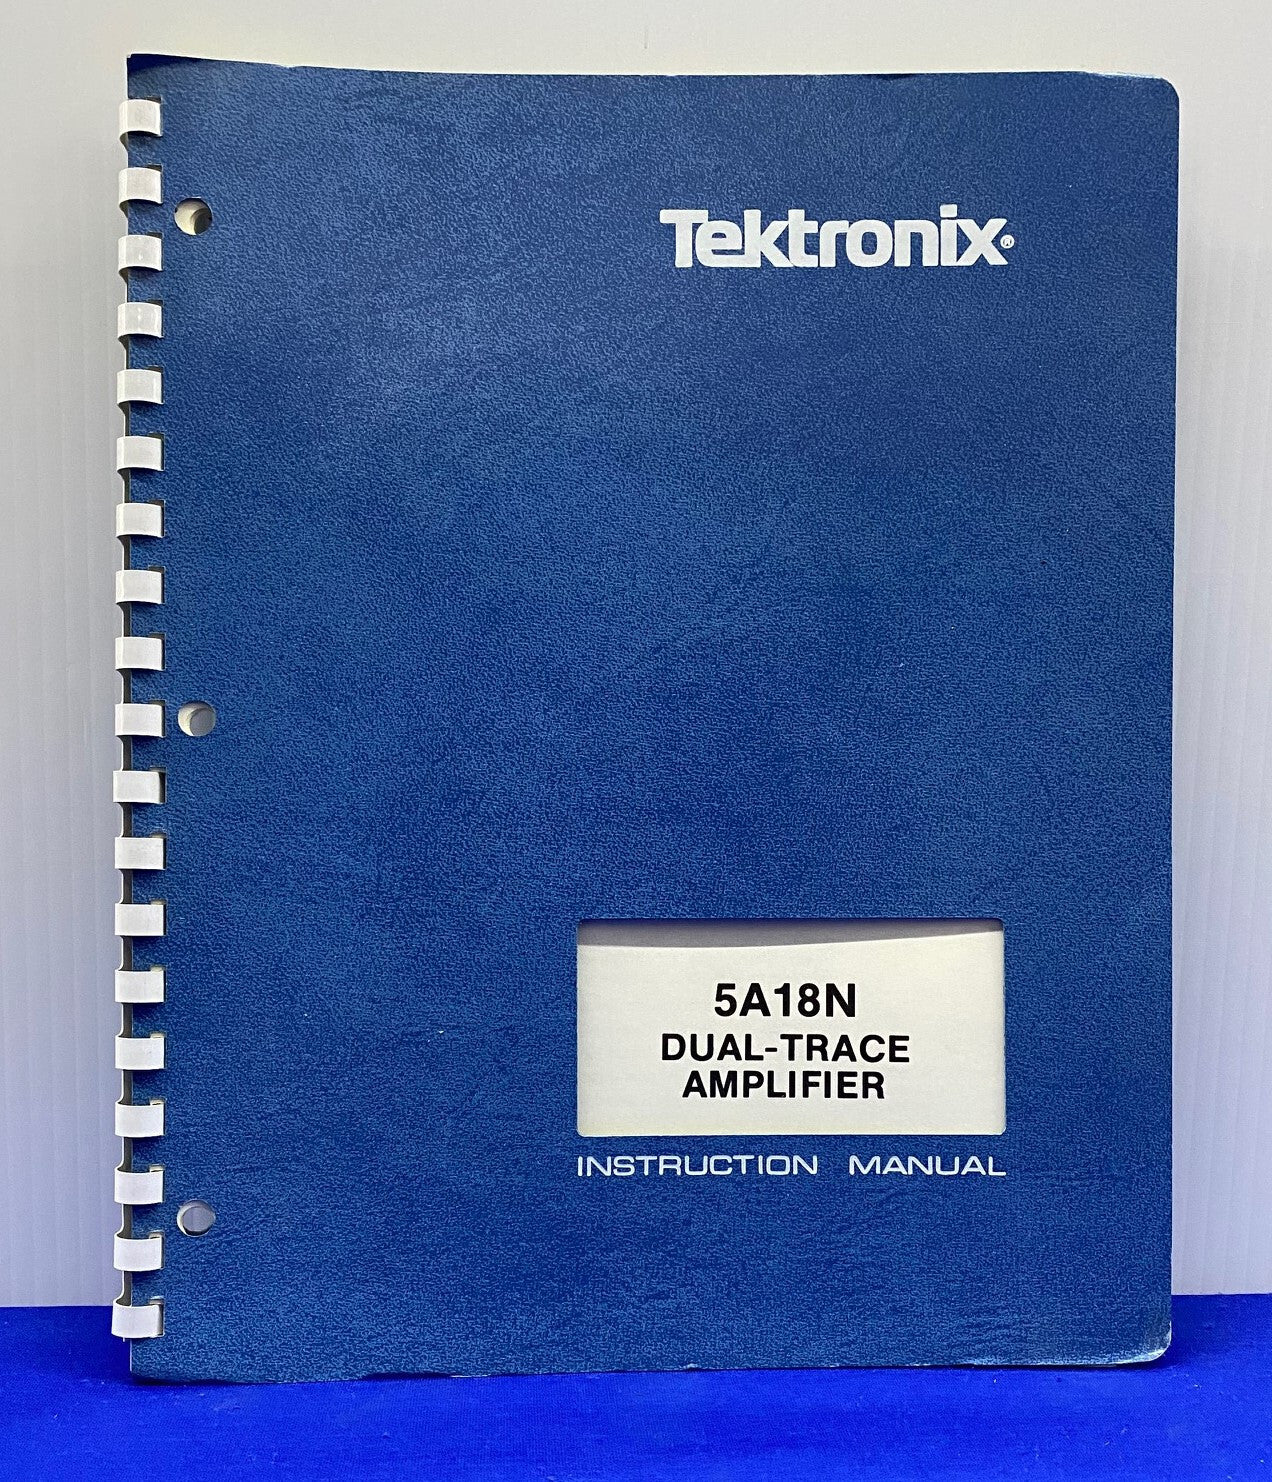 Tektronix®
5A18N
DUAL-TRACE
AMPLIFIER
INSTRUCTION MANUAL